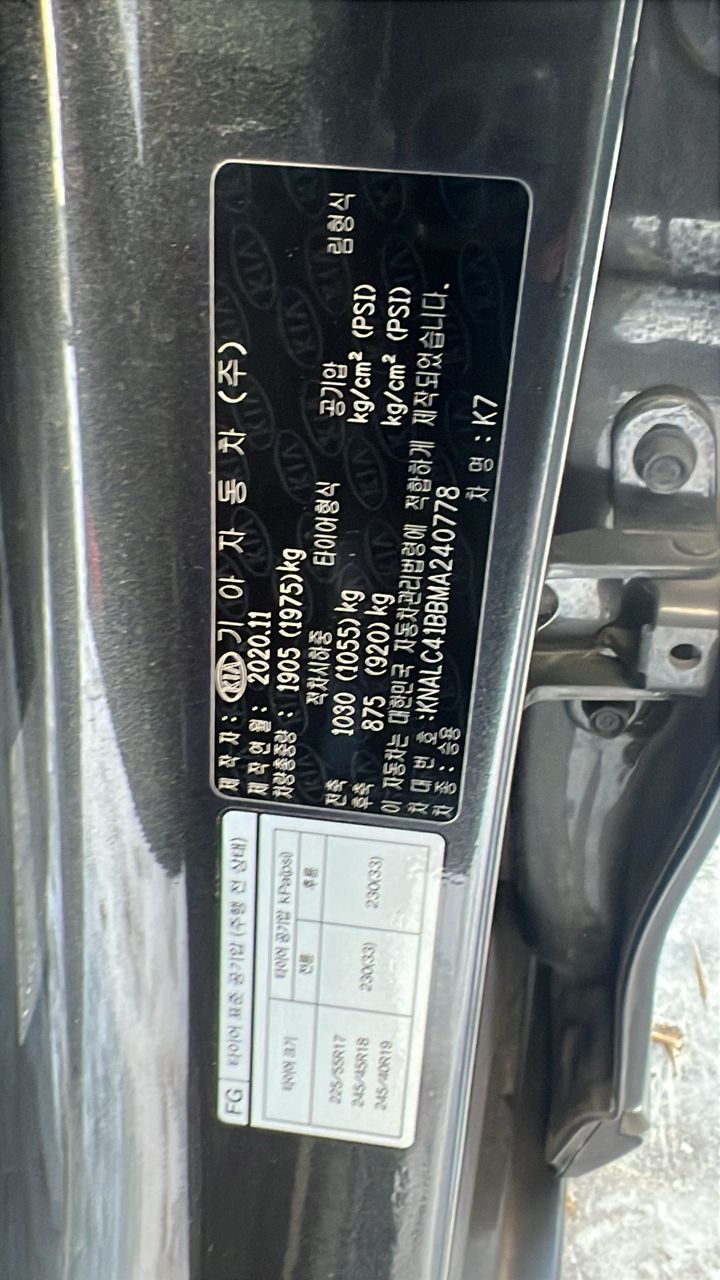 제 작 자 : KIA 기 아 자 동 차 (주)
제 작 연 월 : 2020.11
차량총중량 : 1905 (1975)kg
적차시하중 타이어형식 공기압 림형식
전축 1030 (1055)kg kg/cm² (PSI)
후축 875 (920)kg kg/cm² (PSI)
이 자동차는 대한민국 자동차관리법령에 적합하게 제작되었습니다.
차 대 번 호 :KNALC41BBMA240778
차 종 : 승용 차 명 : K7
FG 타이어 표준 공기압 (주행 전 상태)
타이어 크기 타이어 공기압 kPa(psi)
전륜 후륜
225/55R17
245/45R18 230(33) 230(33)
245/40R19